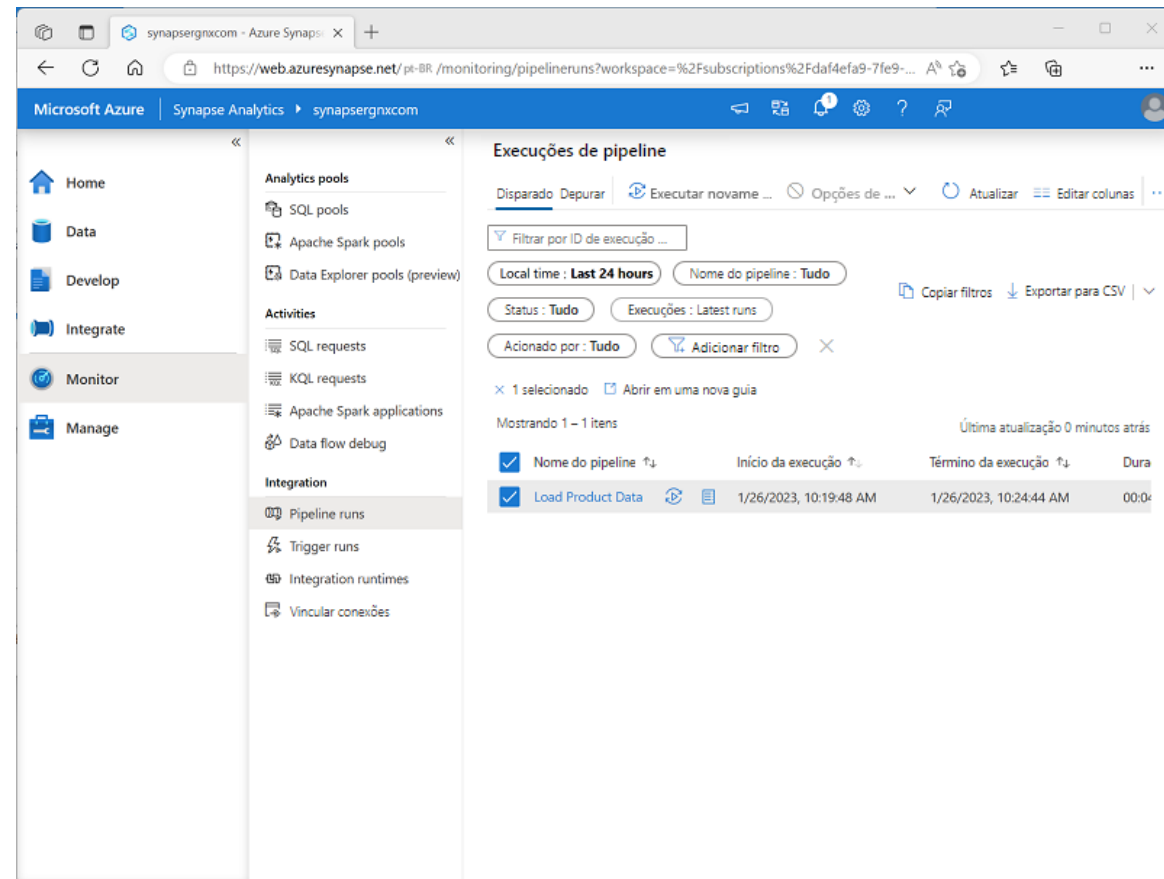 synapsergnxcom - Azure Synaps
https://web.azuresynapse.net/pt-BR /monitoring/pipelineruns?workspace=%2Fsubscriptions%2Fdaf4efa9-7fe9-...
Microsoft Azure | Synapse Analytics synapsergnxcom 1
Home
Data
Develop
Integrate
Monitor
Manage
Analytics pools
SQL pools
Apache Spark pools
Data Explorer pools (preview)
Activities
SQL requests
KQL requests
Apache Spark applications
Data flow debug
Integration
Pipeline runs
Trigger runs
Integration runtimes
Vincular conexões
Execuções de pipeline
Disparado Depurar Executar novame ... Opções de ... Atualizar Editar colunas
Filtrar por ID de execução ...
Local time : Last 24 hours Nome do pipeline : Tudo
Copiar filtros Exportar para CSV
Status : Tudo Execuções : Latest runs
Acionado por : Tudo Adicionar filtro
1 selecionado Abrir em uma nova guia
Mostrando 1 – 1 itens Última atualização 0 minutos atrás
Nome do pipeline Início da execução Término da execução Dura
Load Product Data 1/26/2023, 10:19:48 AM 1/26/2023, 10:24:44 AM 00:04